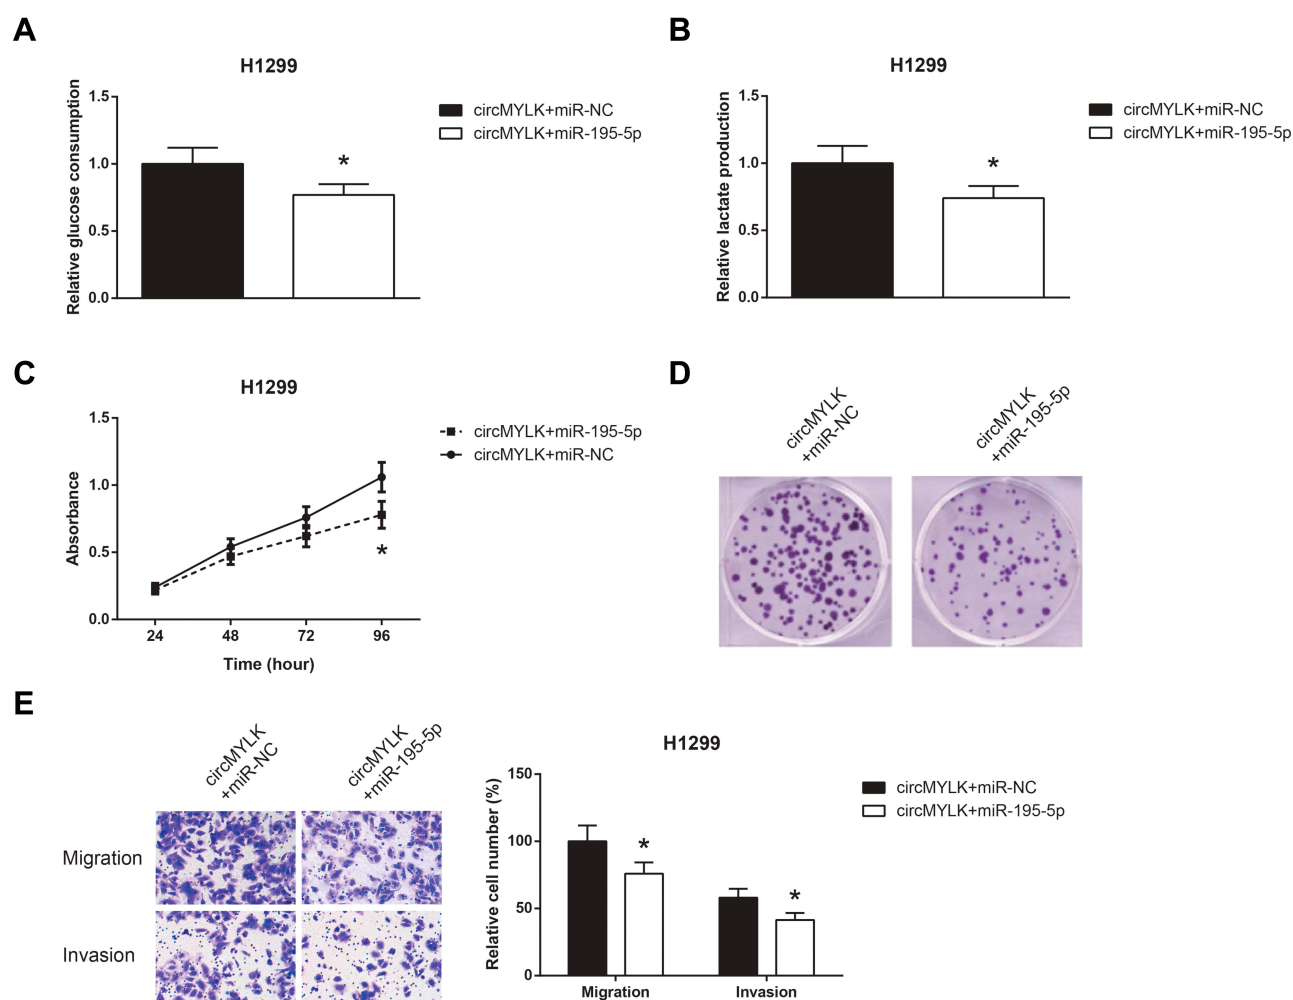 A
H1299
Relative glucose consumption
1.5
1.0
0.5
0.0
*
circMYLK+miR-NC
circMYLK+miR-195-5p
B
H1299
Relative lactate production
1.5
1.0
0.5
0.0
*
circMYLK+miR-NC
circMYLK+miR-195-5p
C
H1299
Absorbance
1.5
1.0
0.5
0.0
24 48 72 96
Time (hour)
*
circMYLK+miR-195-5p
circMYLK+miR-NC
D
circMYLK
+miR-NC
circMYLK
+miR-195-5p
E
circMYLK
+miR-NC
circMYLK
+miR-195-5p
Migration
Invasion
H1299
Relative cell number (%)
150
100
50
0
*
*
Migration Invasion
circMYLK+miR-NC
circMYLK+miR-195-5p